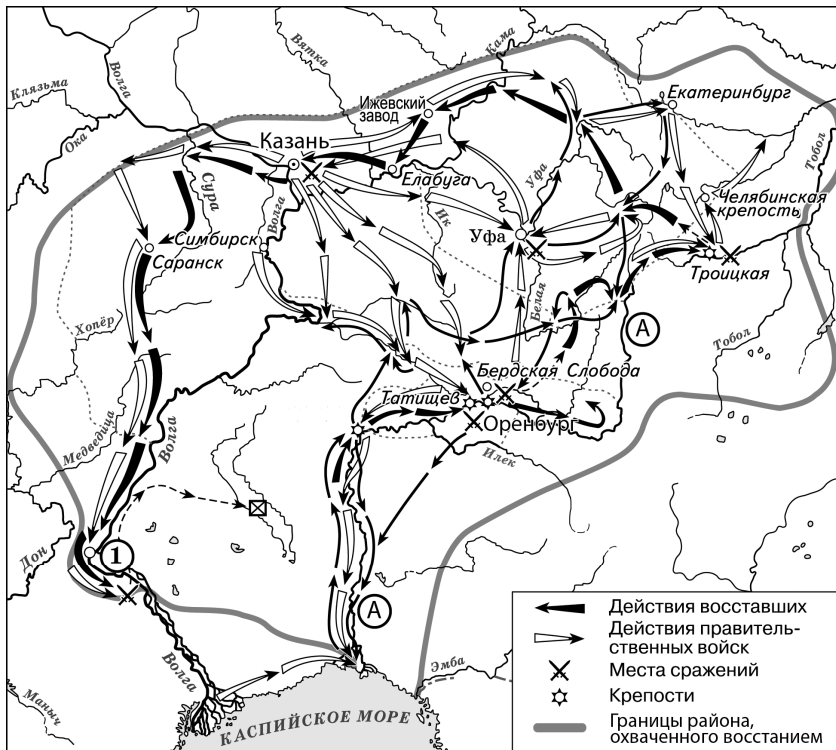 Вятка
Кама
Клязьма
Волга
Ока
Ижевский
завод
Екатеринбург
Казань
Елабуга
Уфа
Тобол
Челябинская
крепость
Сура
Волга
Ик
Уфа
Симбирск
Саранск
Троицкая
Белая
А
Хопёр
Тобол
Бердская Слобода
Татищев
Оренбург
Медведица
Волга
Илек
Дон
1
А
Волга
Эмба
Маныч
КАСПИЙСКОЕ МОРЕ
Действия восставших
Действия правитель-
ственных войск
Места сражений
Крепости
Границы района,
охваченного восстанием